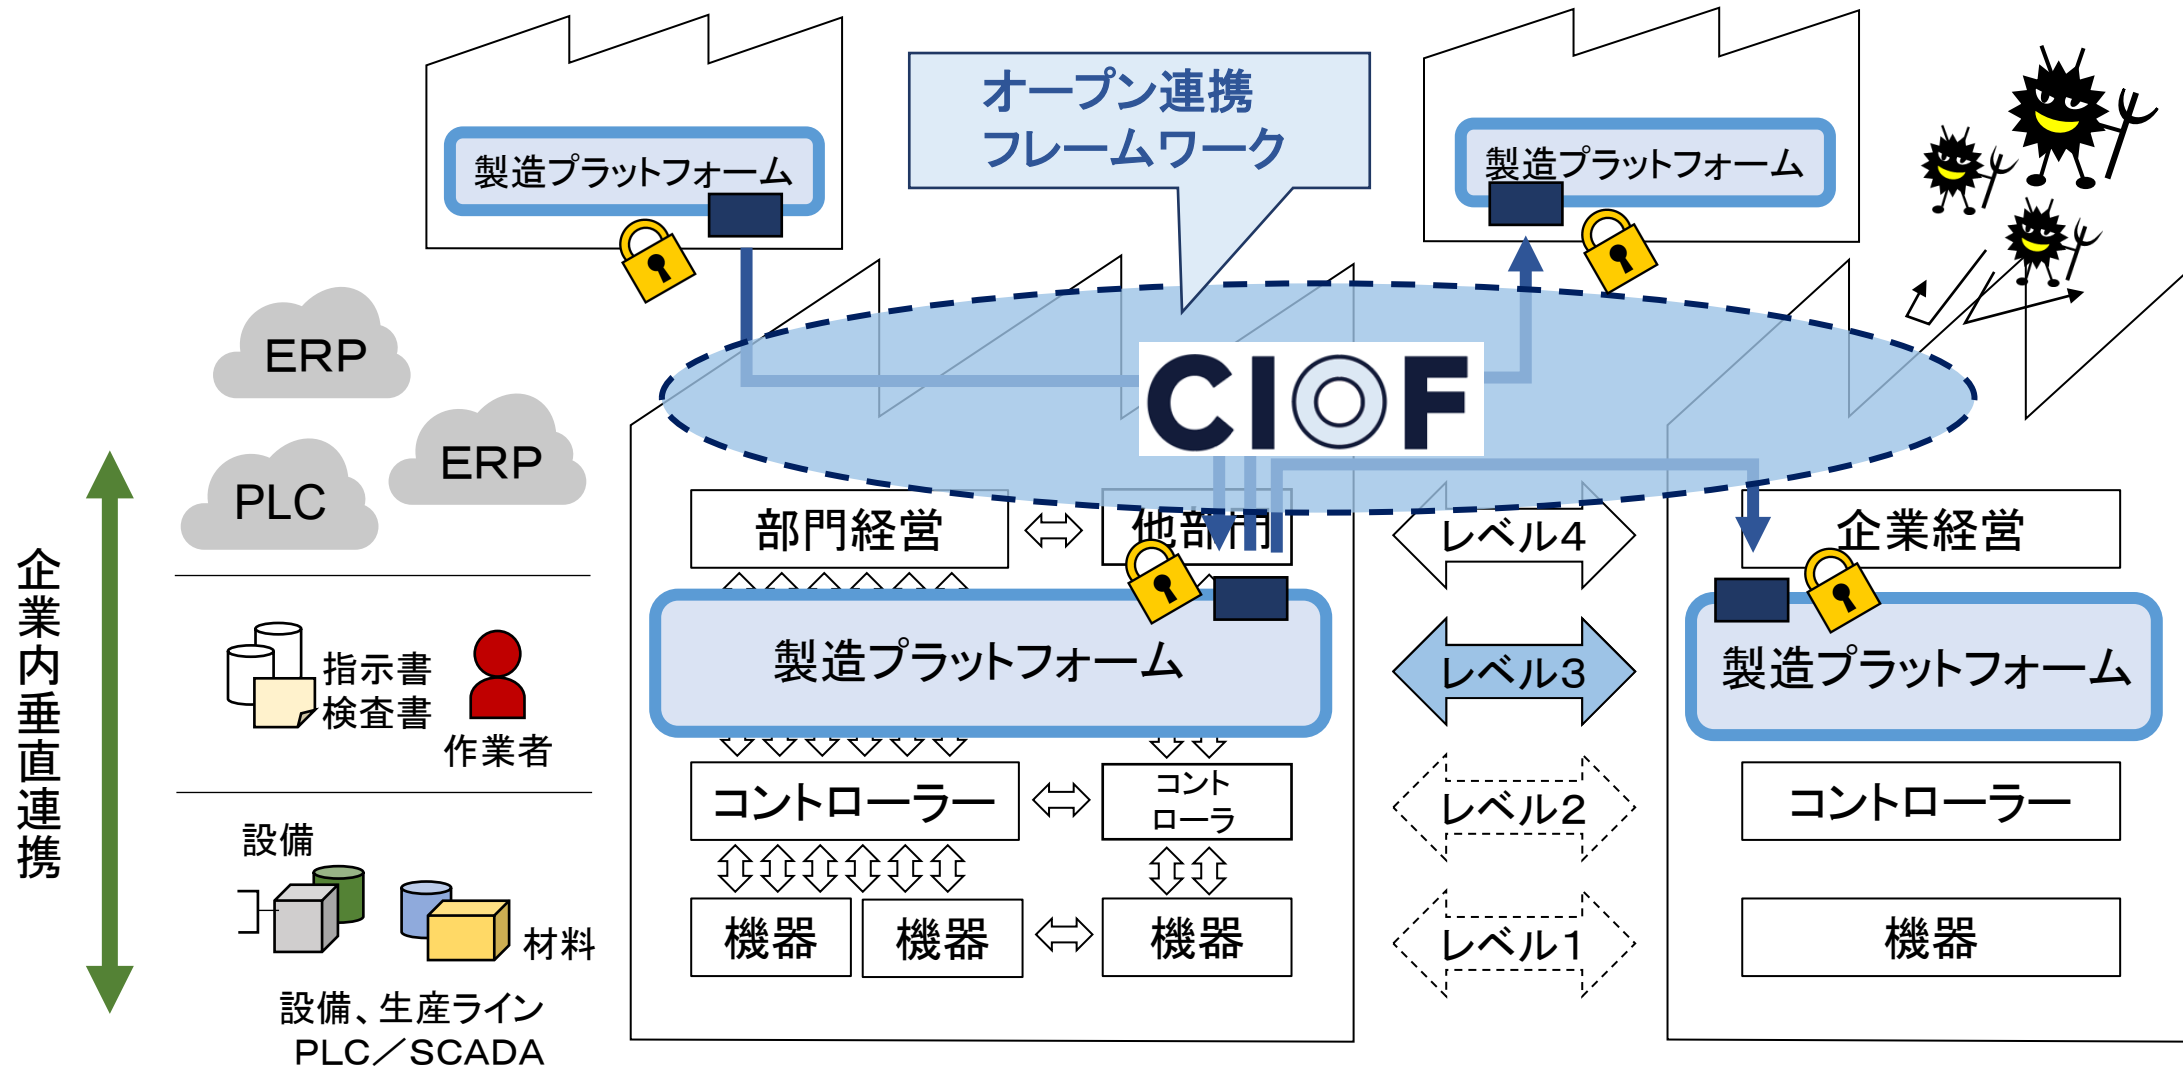 オープン連携
フレームワーク
製造プラットフォーム
製造プラットフォーム
CIOF
ERP
ERP
PLC
企業内垂直連携
指示書
検査書
作業者
設備
材料
設備、生産ライン
PLC／SCADA
部門経営
他部門
製造プラットフォーム
コントローラー
コント
ローラ
機器
機器
機器
レベル4
レベル3
レベル2
レベル1
企業経営
製造プラットフォーム
コントローラー
機器